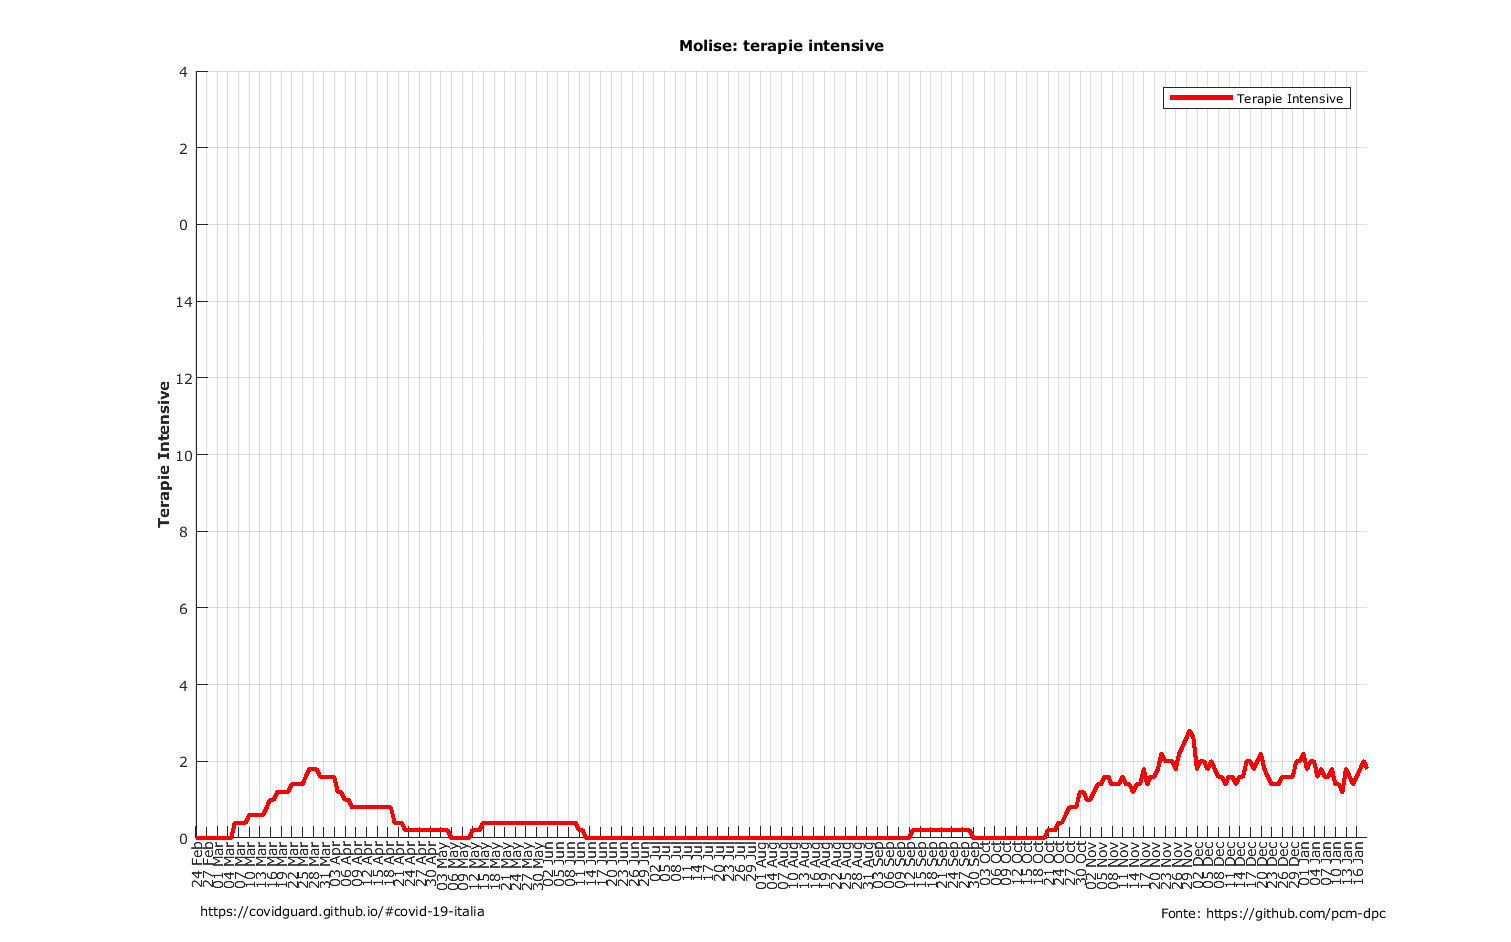 Molise: terapie intensive
4
2
0
14
12
10
8
6
4
2
0
Terapie Intensive
Terapie Intensive
24 Feb
27 Feb
01 Mar
04 Mar
07 Mar
10 Mar
13 Mar
16 Mar
19 Mar
22 Mar
25 Mar
28 Mar
31 Mar
03 Apr
06 Apr
09 Apr
12 Apr
15 Apr
18 Apr
21 Apr
24 Apr
27 Apr
30 Apr
03 May
06 May
09 May
12 May
15 May
18 May
21 May
24 May
27 May
30 May
02 Jun
05 Jun
08 Jun
11 Jun
14 Jun
17 Jun
20 Jun
23 Jun
26 Jun
29 Jun
02 Jul
05 Jul
08 Jul
11 Jul
14 Jul
17 Jul
20 Jul
23 Jul
26 Jul
29 Jul
01 Aug
04 Aug
07 Aug
10 Aug
13 Aug
16 Aug
19 Aug
22 Aug
25 Aug
28 Aug
31 Aug
03 Sep
06 Sep
09 Sep
12 Sep
15 Sep
18 Sep
21 Sep
24 Sep
27 Sep
30 Sep
03 Oct
06 Oct
09 Oct
12 Oct
15 Oct
18 Oct
21 Oct
24 Oct
27 Oct
30 Oct
02 Nov
05 Nov
08 Nov
11 Nov
14 Nov
17 Nov
20 Nov
23 Nov
26 Nov
29 Nov
02 Dec
05 Dec
08 Dec
11 Dec
14 Dec
17 Dec
20 Dec
23 Dec
26 Dec
29 Dec
01 Jan
04 Jan
07 Jan
10 Jan
13 Jan
16 Jan
https://covidguard.github.io/#covid-19-italia
Fonte: https://github.com/pcm-dpc